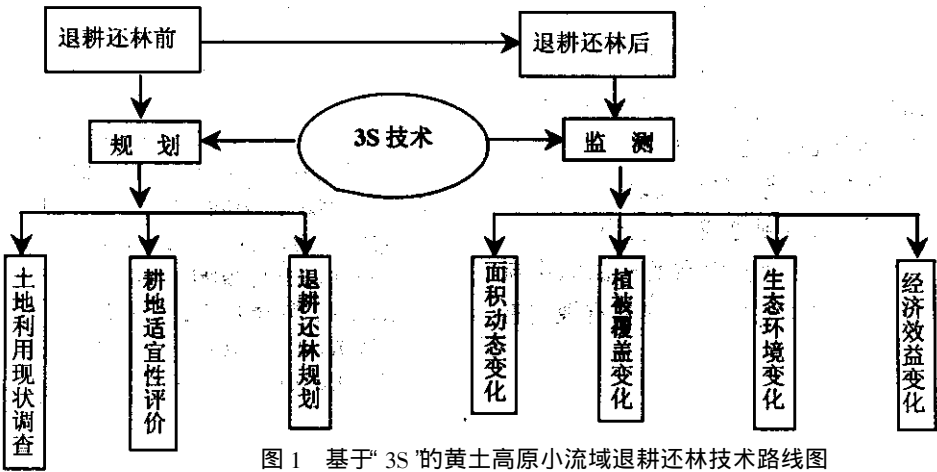 退耕还林前
退耕还林后
规 划
3S 技术
监 测
土地利用现状调查
耕地适宜性评价
退耕还林规划
面积动态变化
植被覆盖变化
生态环境变化
经济效益变化
图 1 基于“ 3S ”的黄土高原小流域退耕还林技术路线图